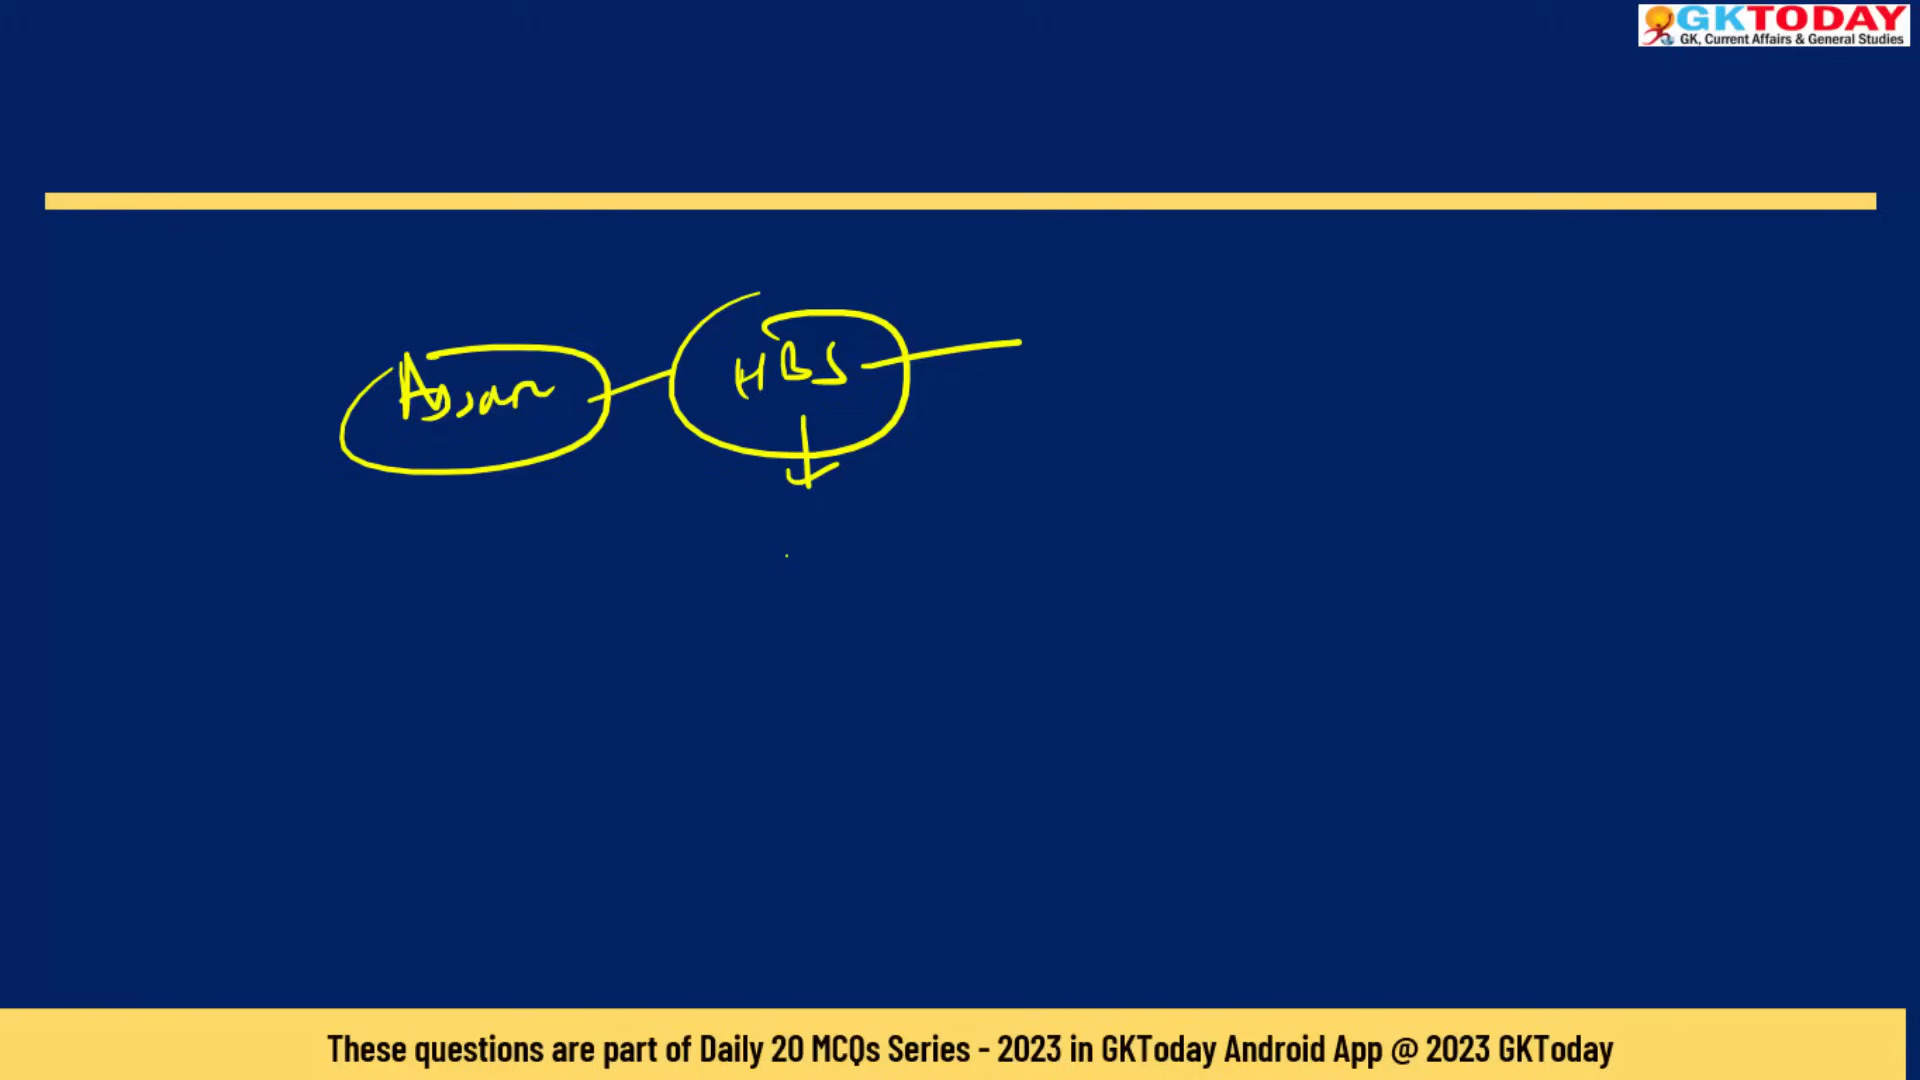 GKTODAY
GK, Current Affairs & General Studies
Assam HBS
These questions are part of Daily 20 MCQs Series - 2023 in GKToday Android App @ 2023 GKToday